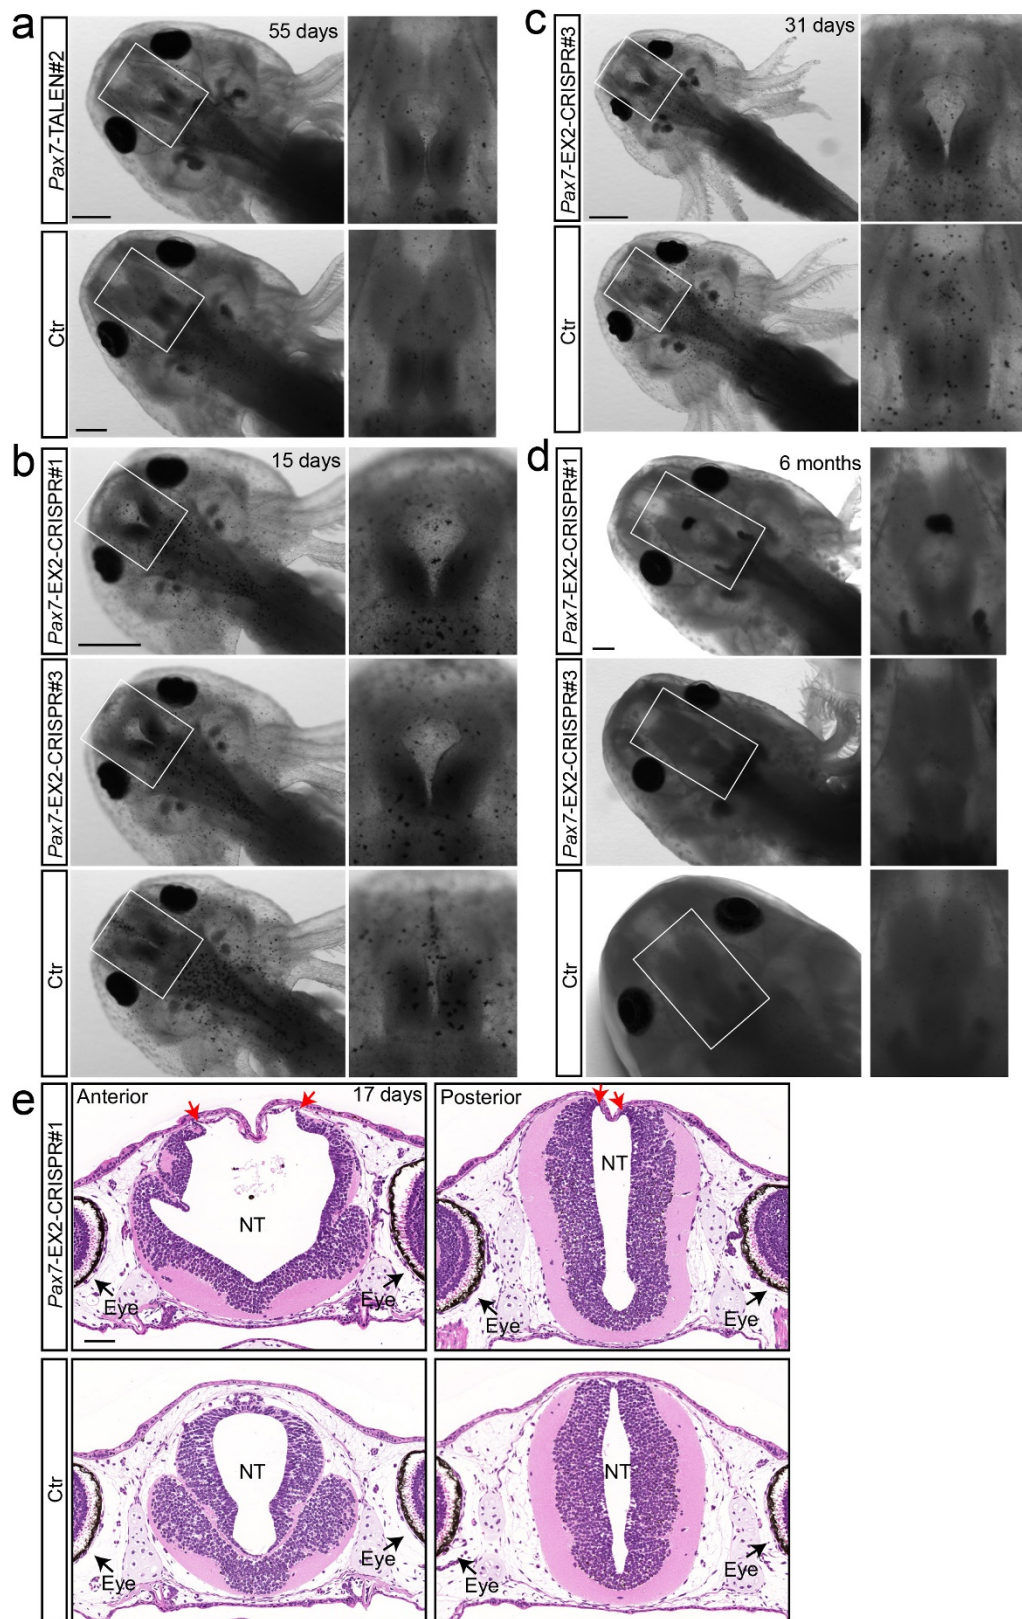 a
Pax7-TALEN#2
55 days
Ctr
c
Pax7-EX2-CRISPR#3
31 days
Ctr
b
Pax7-EX2-CRISPR#1
15 days
Pax7-EX2-CRISPR#3
Ctr
d
Pax7-EX2-CRISPR#1
6 months
Pax7-EX2-CRISPR#3
Ctr
e
Pax7-EX2-CRISPR#1
Anterior
17 days
NT
Eye
Eye
Posterior
NT
Eye
Eye
Ctr
NT
Eye
Eye
NT
Eye
Eye